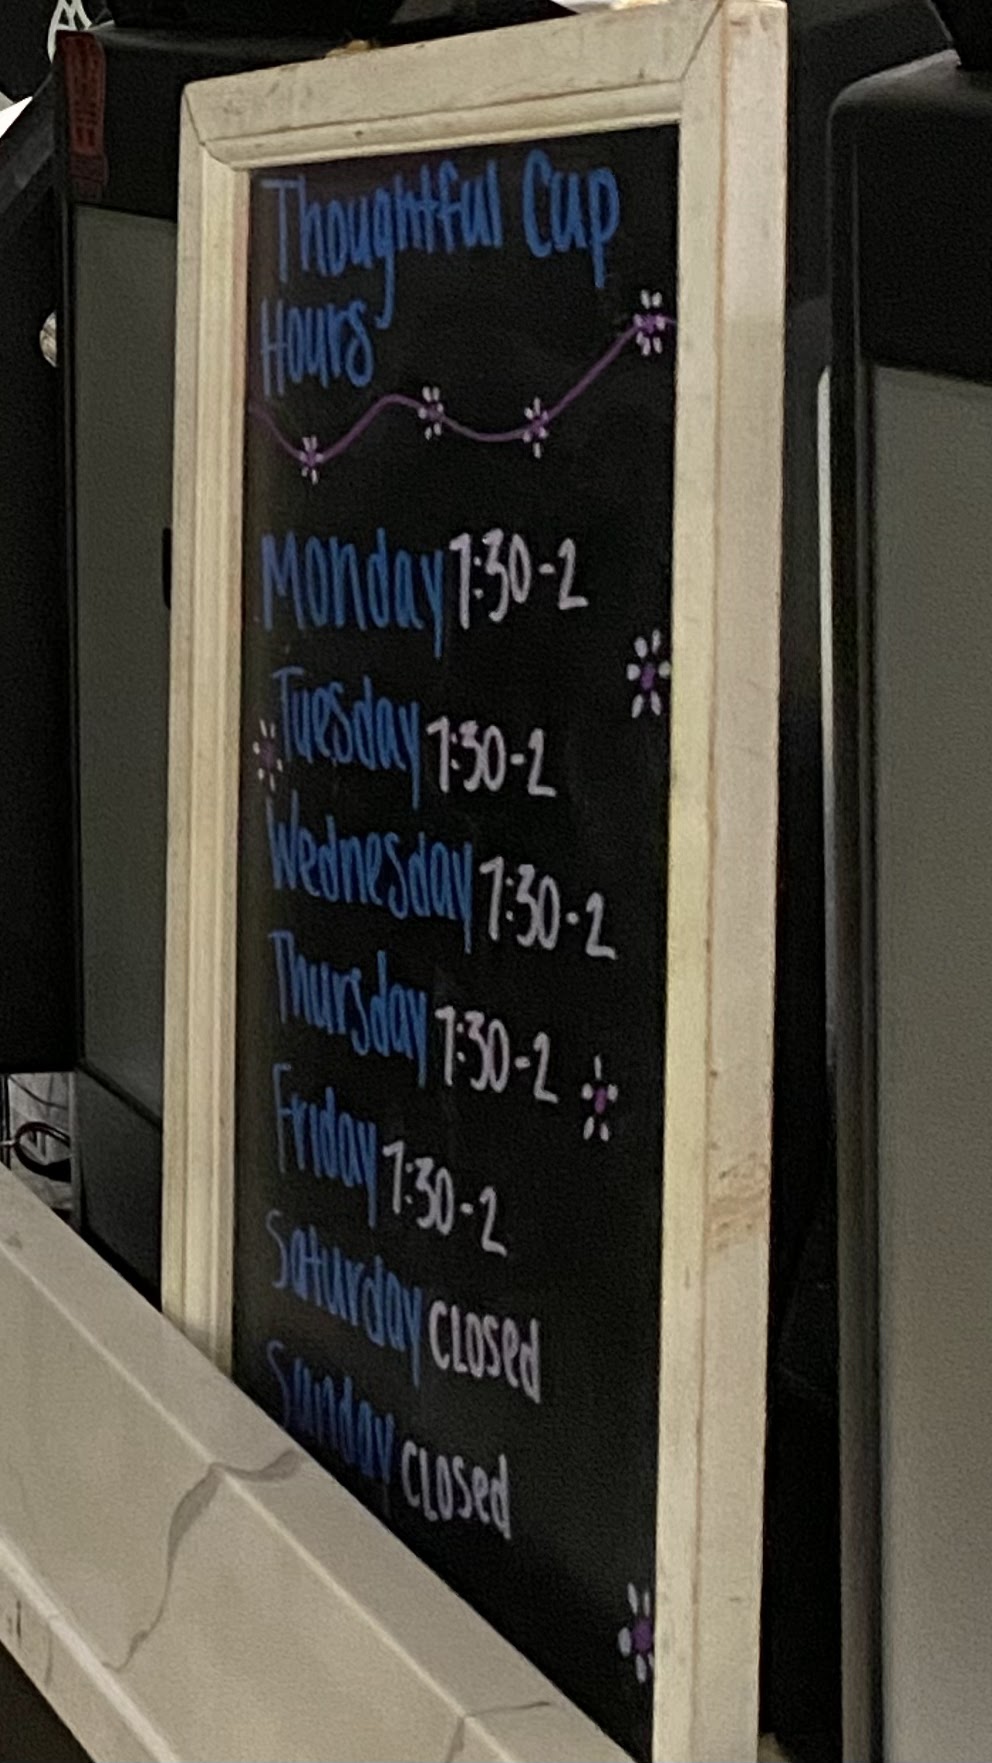 Thoughtful Cup
Hours
Monday 7:30-2
Tuesday 7:30-2
Wednesday 7:30-2
Thursday 7:30-2
Friday 7:30-2
Saturday CLOSED
Sunday CLOSED